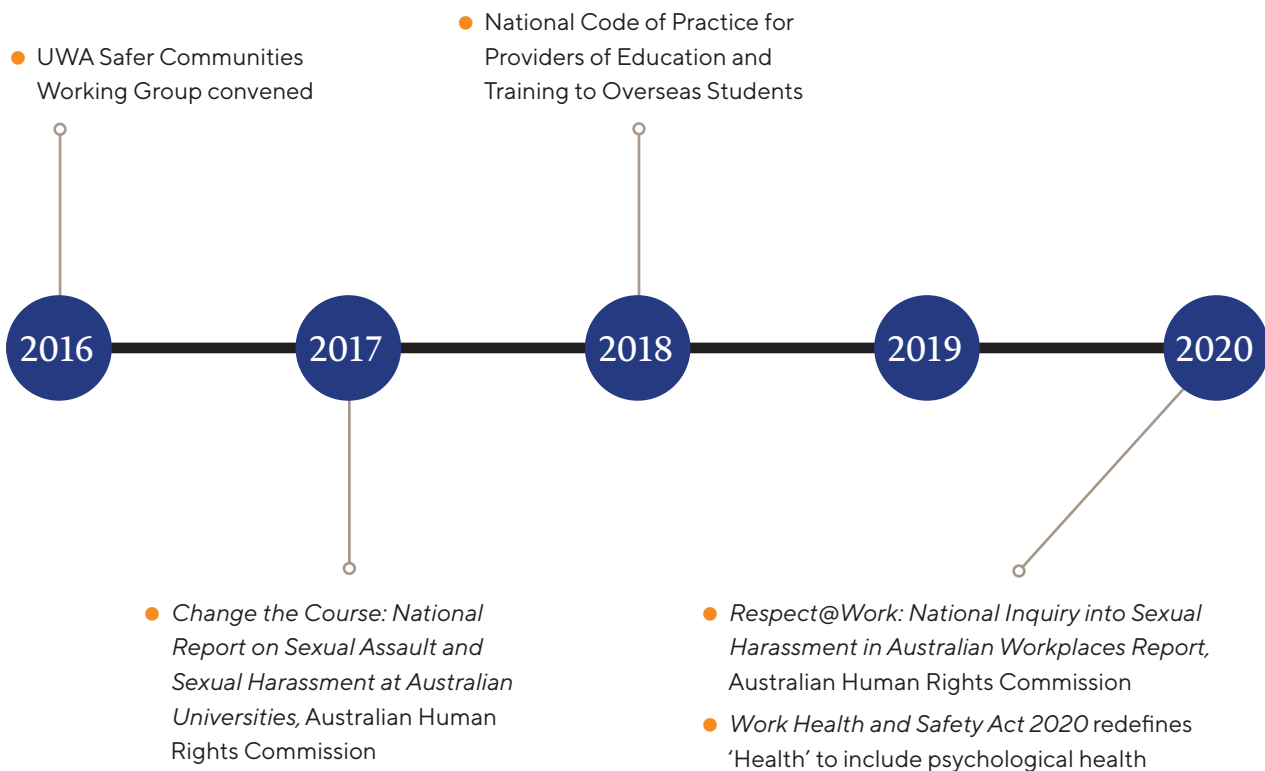 ● UWA Safer Communities
Working Group convened
● National Code of Practice for
Providers of Education and
Training to Overseas Students
2016
2017
2018
2019
2020
● Change the Course: National
Report on Sexual Assault and
Sexual Harassment at Australian
Universities, Australian Human
Rights Commission
● Respect@Work: National Inquiry into Sexual
Harassment in Australian Workplaces Report,
Australian Human Rights Commission
● Work Health and Safety Act 2020 redefines
‘Health’ to include psychological health